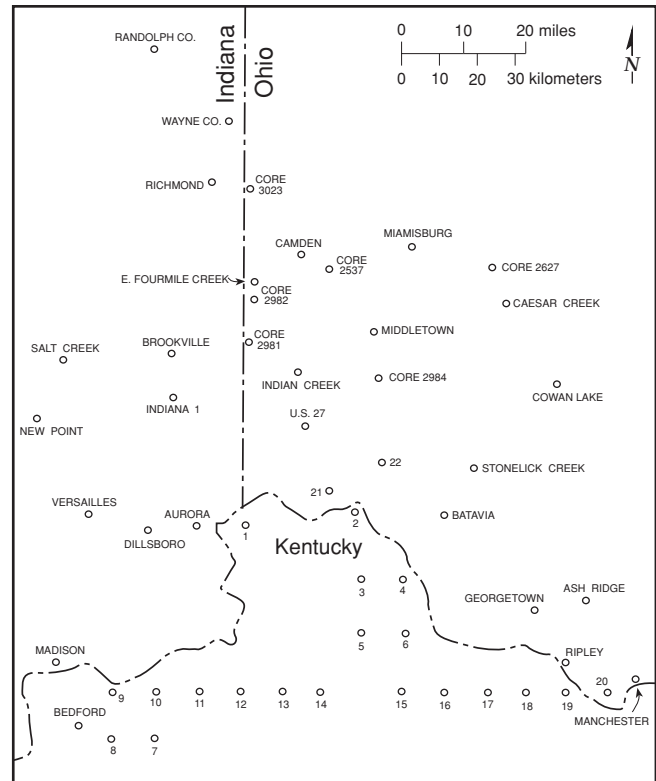 RANDOLPH CO.
Indiana
Ohio
0 10 20 miles
0 10 20 30 kilometers
N
WAYNE CO.
RICHMOND
CORE
3023
CAMDEN
MIAMISBURG
CORE
2537
CORE 2627
E. FOURMILE CREEK
CORE
2982
CAESAR CREEK
MIDDLETOWN
CORE
2981
BROOKVILLE
SALT CREEK
INDIAN CREEK
CORE 2984
COWAN LAKE
INDIANA 1
NEW POINT
U.S. 27
22
STONELICK CREEK
21
VERSAILLES
AURORA
DILLSBORO
1
2
BATAVIA
Kentucky
3
4
GEORGETOWN
ASH RIDGE
5
6
MADISON
RIPLEY
9
10
11
12
13
14
15
16
17
18
19
20
MANCHESTER
BEDFORD
8
7